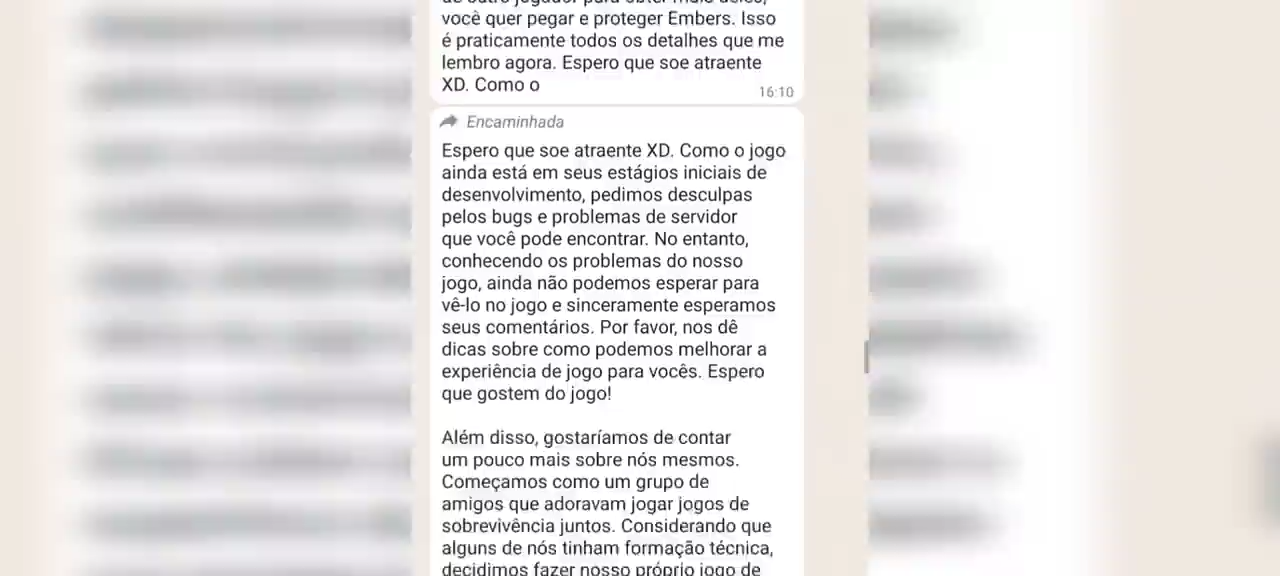 você quer pegar e proteger Embers. Isso
é praticamente todos os detalhes que me
lembro agora. Espero que soe atraente
XD. Como o
16:10
Encaminhada
Espero que soe atraente XD. Como o jogo
ainda está em seus estágios iniciais de
desenvolvimento, pedimos desculpas
pelos bugs e problemas de servidor
que você pode encontrar. No entanto,
conhecendo os problemas do nosso
jogo, ainda não podemos esperar para
vê-lo no jogo e sinceramente esperamos
seus comentários. Por favor, nos dê
dicas sobre como podemos melhorar a
experiência de jogo para vocês. Espero
que gostem do jogo!
Além disso, gostaríamos de contar
um pouco mais sobre nós mesmos.
Começamos como um grupo de
amigos que adoravam jogar jogos de
sobrevivência juntos. Considerando que
alguns de nós tinham formação técnica,
decidimos fazer nosso próprio jogo de